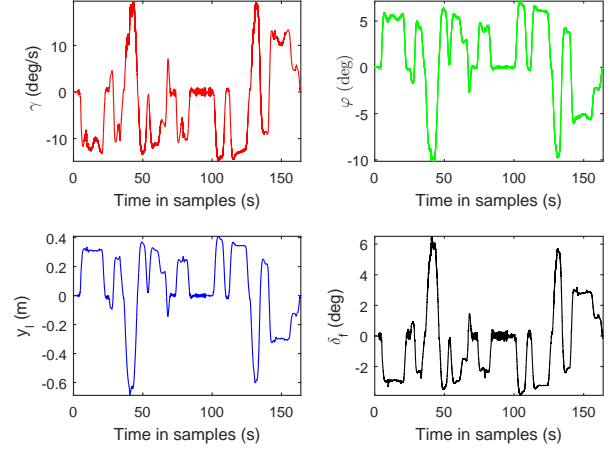 10
0
-10
γ (deg/s)
0 50 100 150
Time in samples (s)
5
0
-5
-10
φ (deg)
0 50 100 150
Time in samples (s)
0.4
0.2
0
-0.2
-0.4
-0.6
y_l (m)
0 50 100 150
Time in samples (s)
6
4
2
0
-2
δ_f (deg)
0 50 100 150
Time in samples (s)